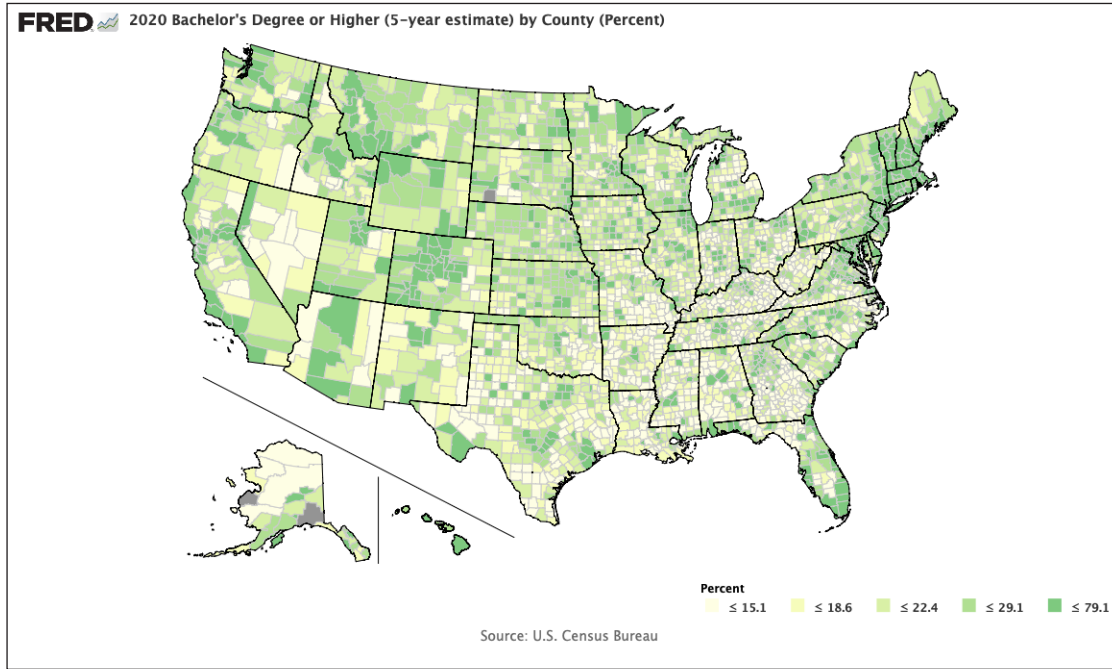 FRED 2020 Bachelor's Degree or Higher (5-year estimate) by County (Percent)
Percent
≤ 15.1 ≤ 18.6 ≤ 22.4 ≤ 29.1 ≤ 79.1
Source: U.S. Census Bureau